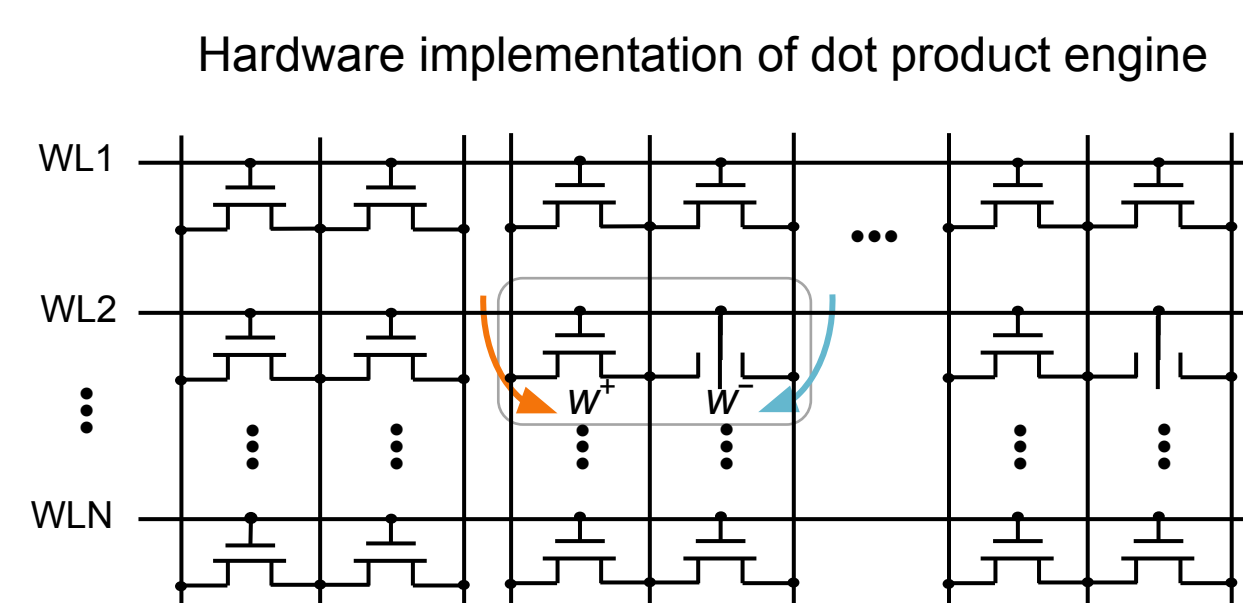 Hardware implementation of dot product engine
WL1
WL2
w⁺ w⁻
WLN